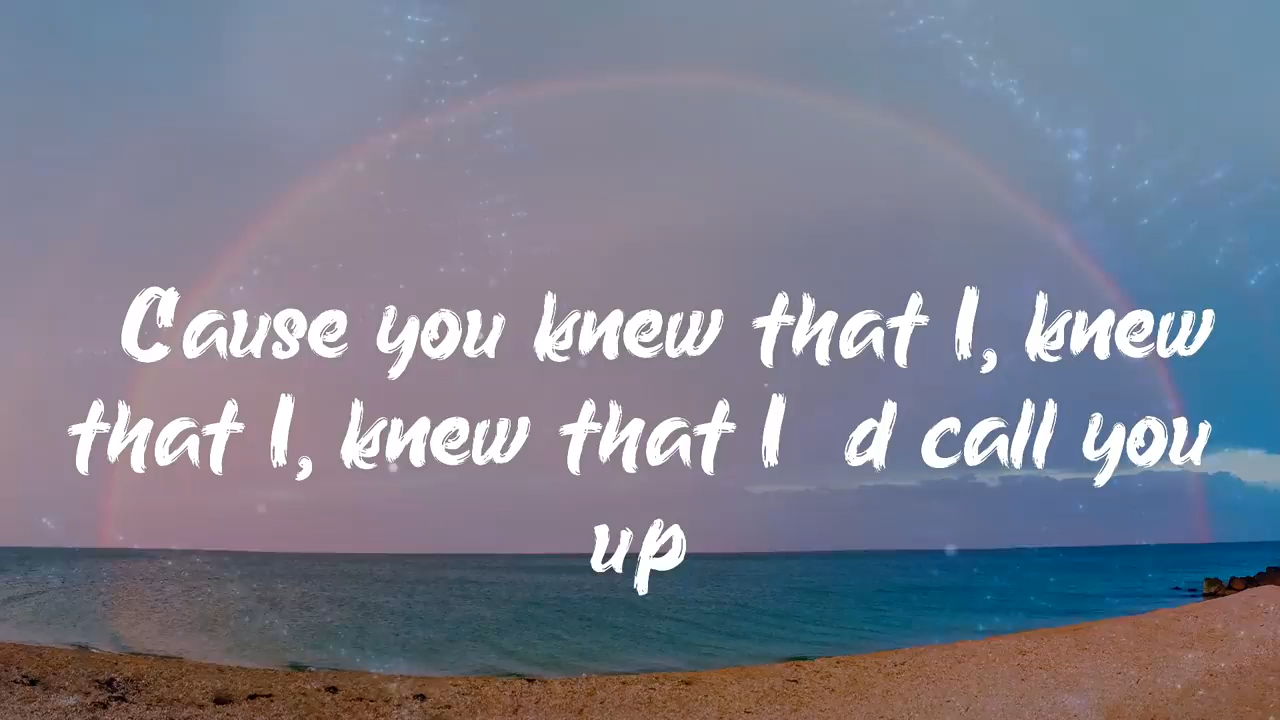 Cause you knew that I, knew
that I, knew that I d call you
up